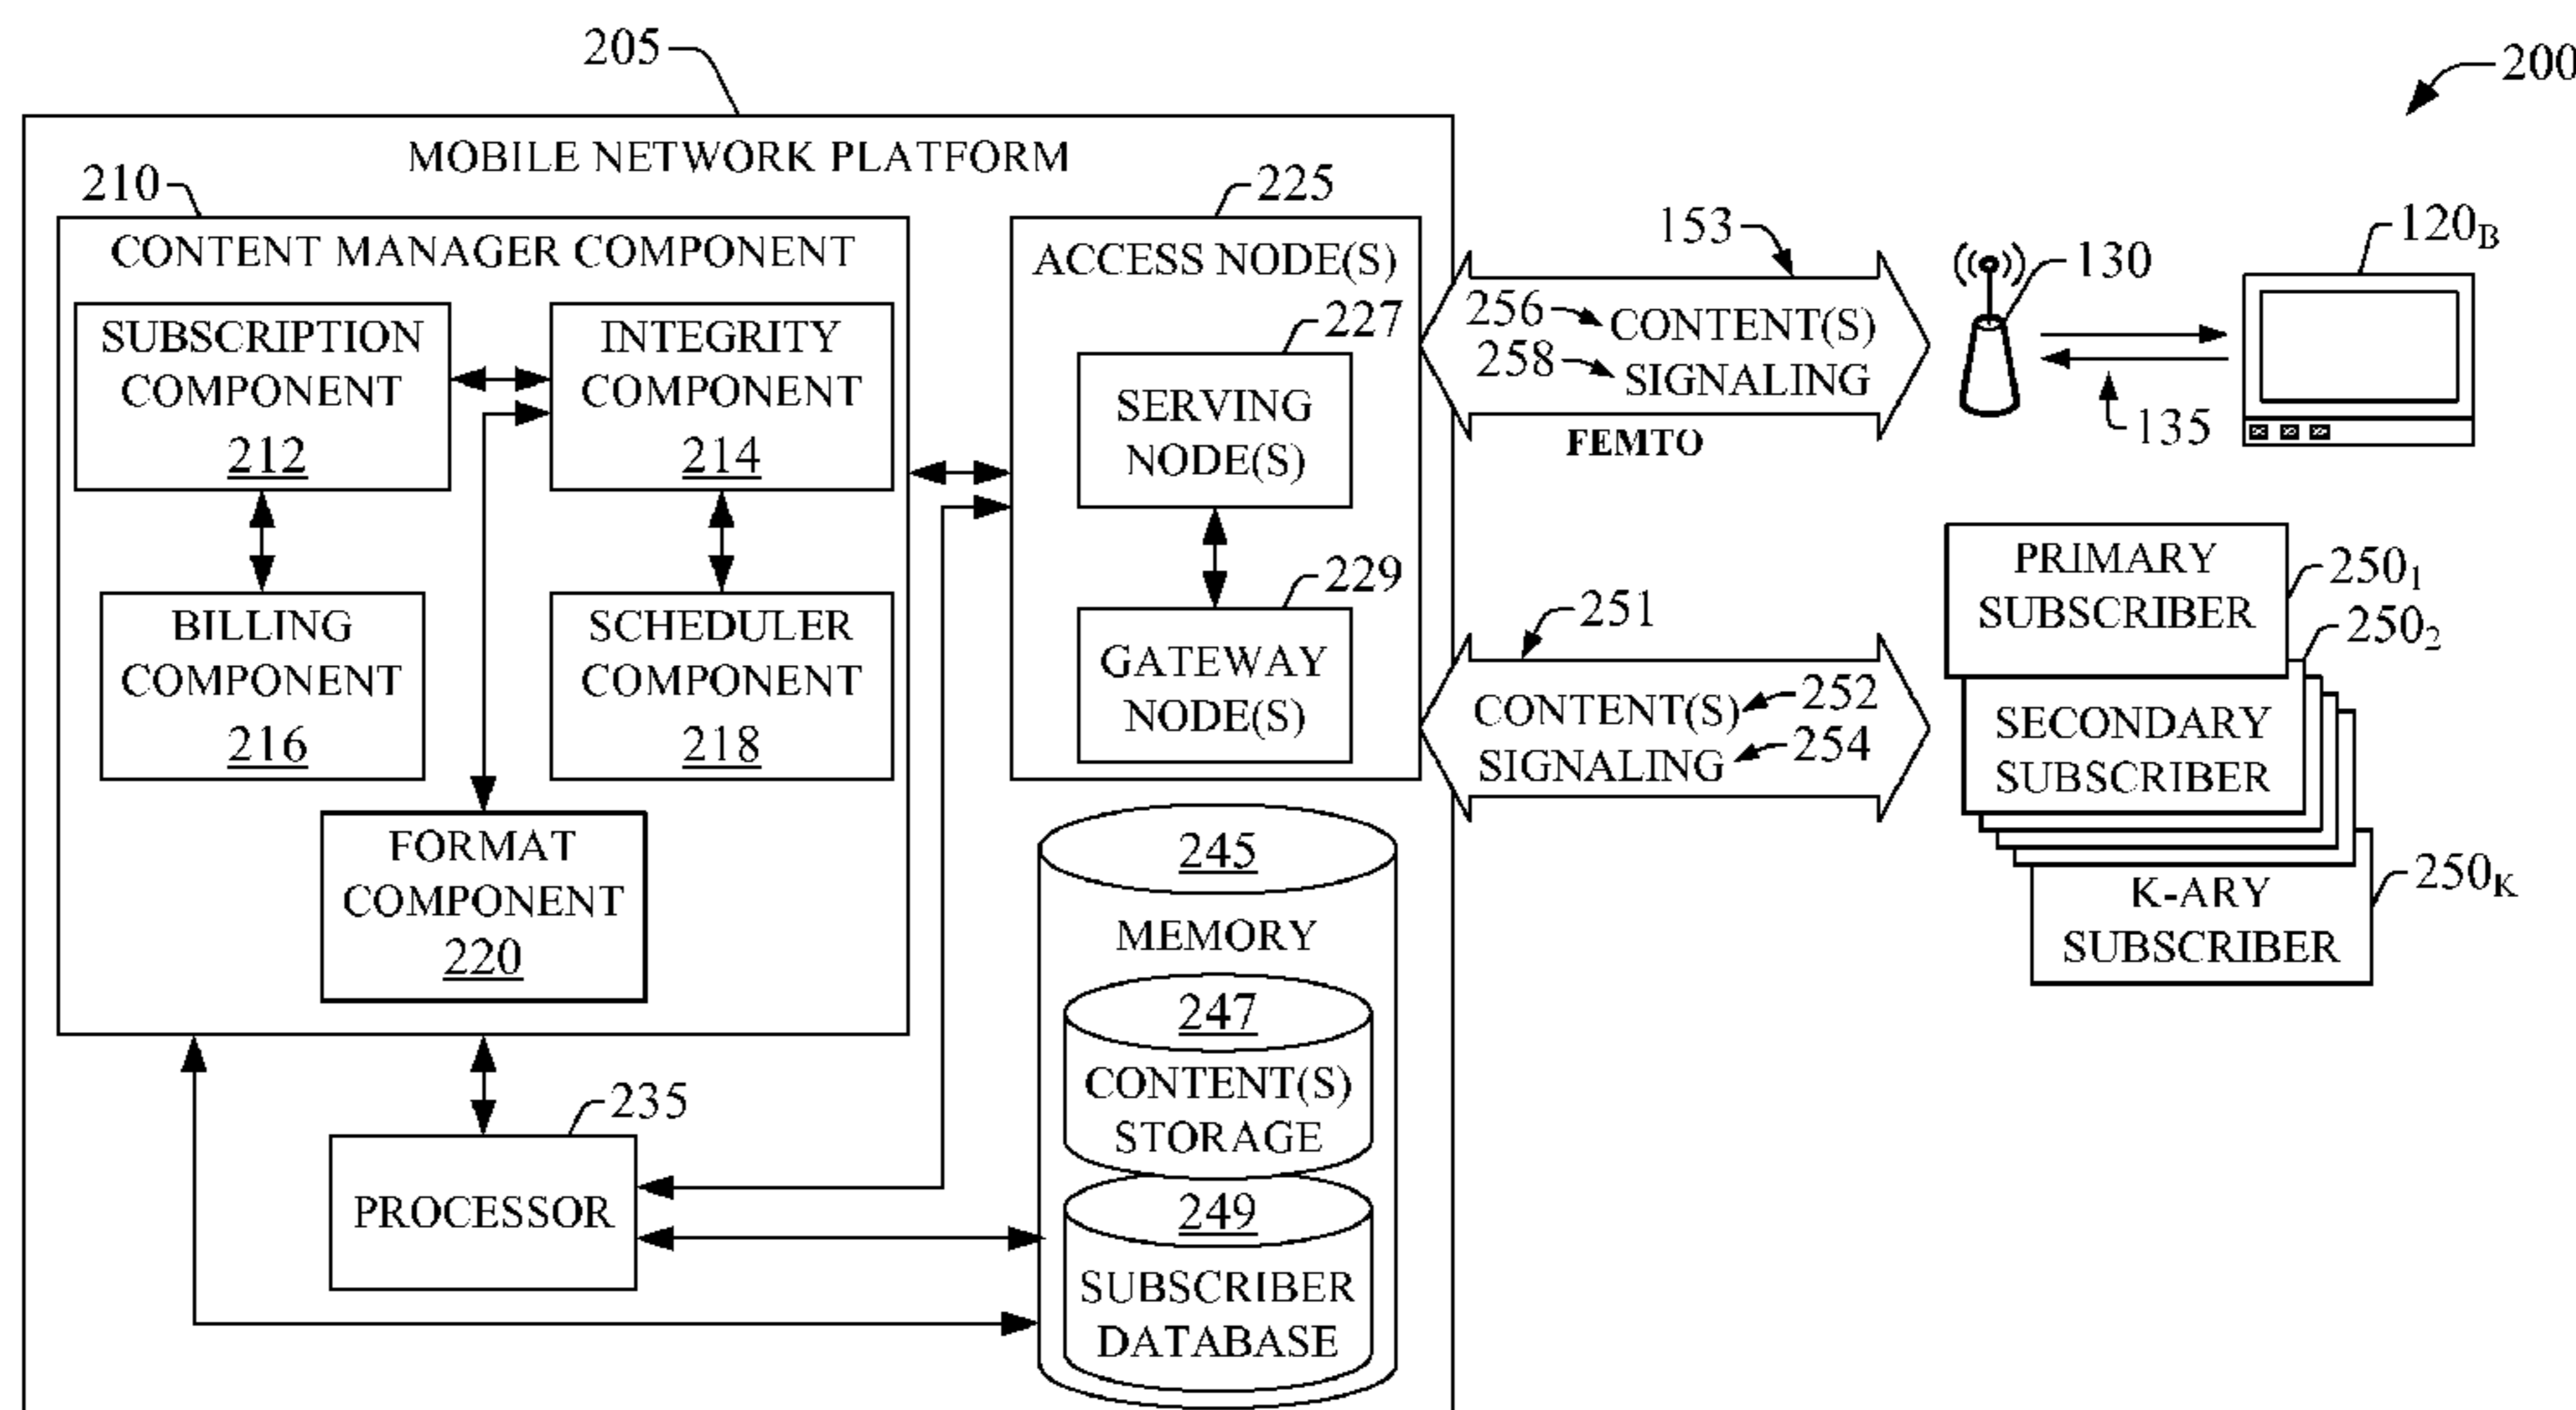 205
200
MOBILE NETWORK PLATFORM
210
CONTENT MANAGER COMPONENT
SUBSCRIPTION
COMPONENT
212
INTEGRITY
COMPONENT
214
BILLING
COMPONENT
216
SCHEDULER
COMPONENT
218
FORMAT
COMPONENT
220
225
ACCESS NODE(S)
227
SERVING
NODE(S)
229
GATEWAY
NODE(S)
235
PROCESSOR
245
MEMORY
247
CONTENT(S)
STORAGE
249
SUBSCRIBER
DATABASE
153
256 CONTENT(S)
258 SIGNALING
FEMTO
130
135
120B
251
CONTENT(S) 252
SIGNALING 254
PRIMARY
SUBSCRIBER
2501
2502
SECONDARY
SUBSCRIBER
K-ARY
SUBSCRIBER
250K